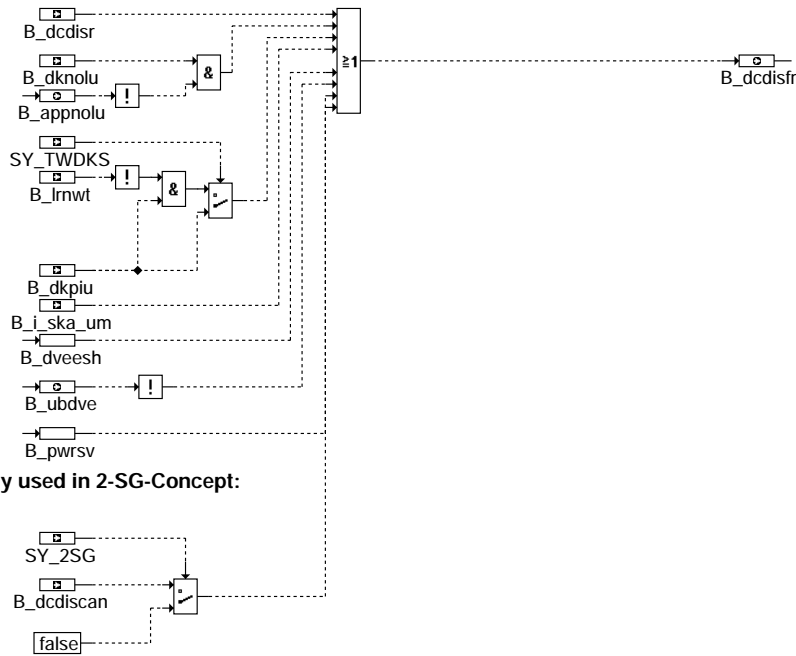 B_dcdisr
≥1
B_dcdisfr
B_dknolu
&
B_appnolu
!
SY_TWDKS
B_lrnwt
!
&
B_dkpiu
B_i_ska_um
B_dveesh
B_ubdve
!
B_pwrsv
y used in 2-SG-Concept:
SY_2SG
B_dcdiscan
false